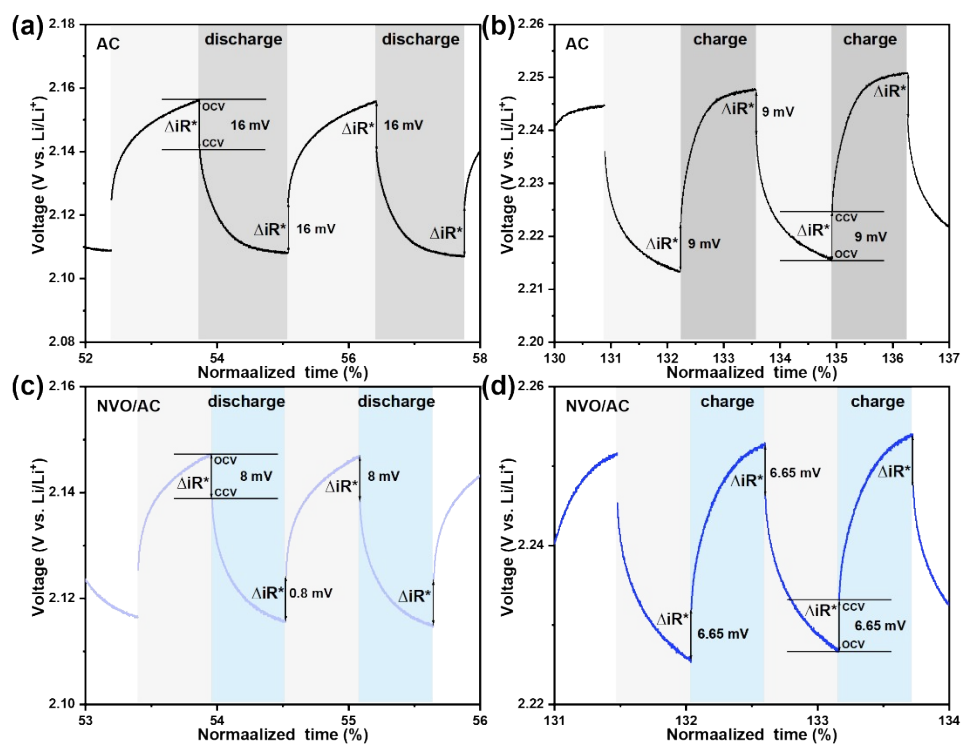 (a)
AC
discharge
discharge
2.18
2.16
2.14
2.12
2.10
2.08
Voltage (V vs. Li/Li⁺)
OCV
16 mV
ΔiR*
CCV
ΔiR*
16 mV
ΔiR*
16 mV
ΔiR*
52
54
56
58
Normaalized time (%)
(b)
AC
charge
charge
2.26
2.25
2.24
2.23
2.22
2.21
2.20
Voltage (V vs. Li/Li⁺)
ΔiR*
9 mV
ΔiR*
CCV
ΔiR*
9 mV
OCV
ΔiR*
9 mV
130
131
132
133
134
135
136
137
Normaalized time (%)
(c)
NVO/AC
discharge
discharge
2.16
2.14
2.12
2.10
Voltage (V vs. Li/Li⁺)
OCV
8 mV
ΔiR*
CCV
ΔiR*
8 mV
ΔiR*
0.8 mV
ΔiR*
53
54
55
56
Normaalized time (%)
(d)
NVO/AC
charge
charge
2.26
2.24
2.22
Voltage (V vs. Li/Li⁺)
ΔiR*
6.65 mV
ΔiR*
CCV
ΔiR*
6.65 mV
OCV
ΔiR*
6.65 mV
131
132
133
134
Normaalized time (%)